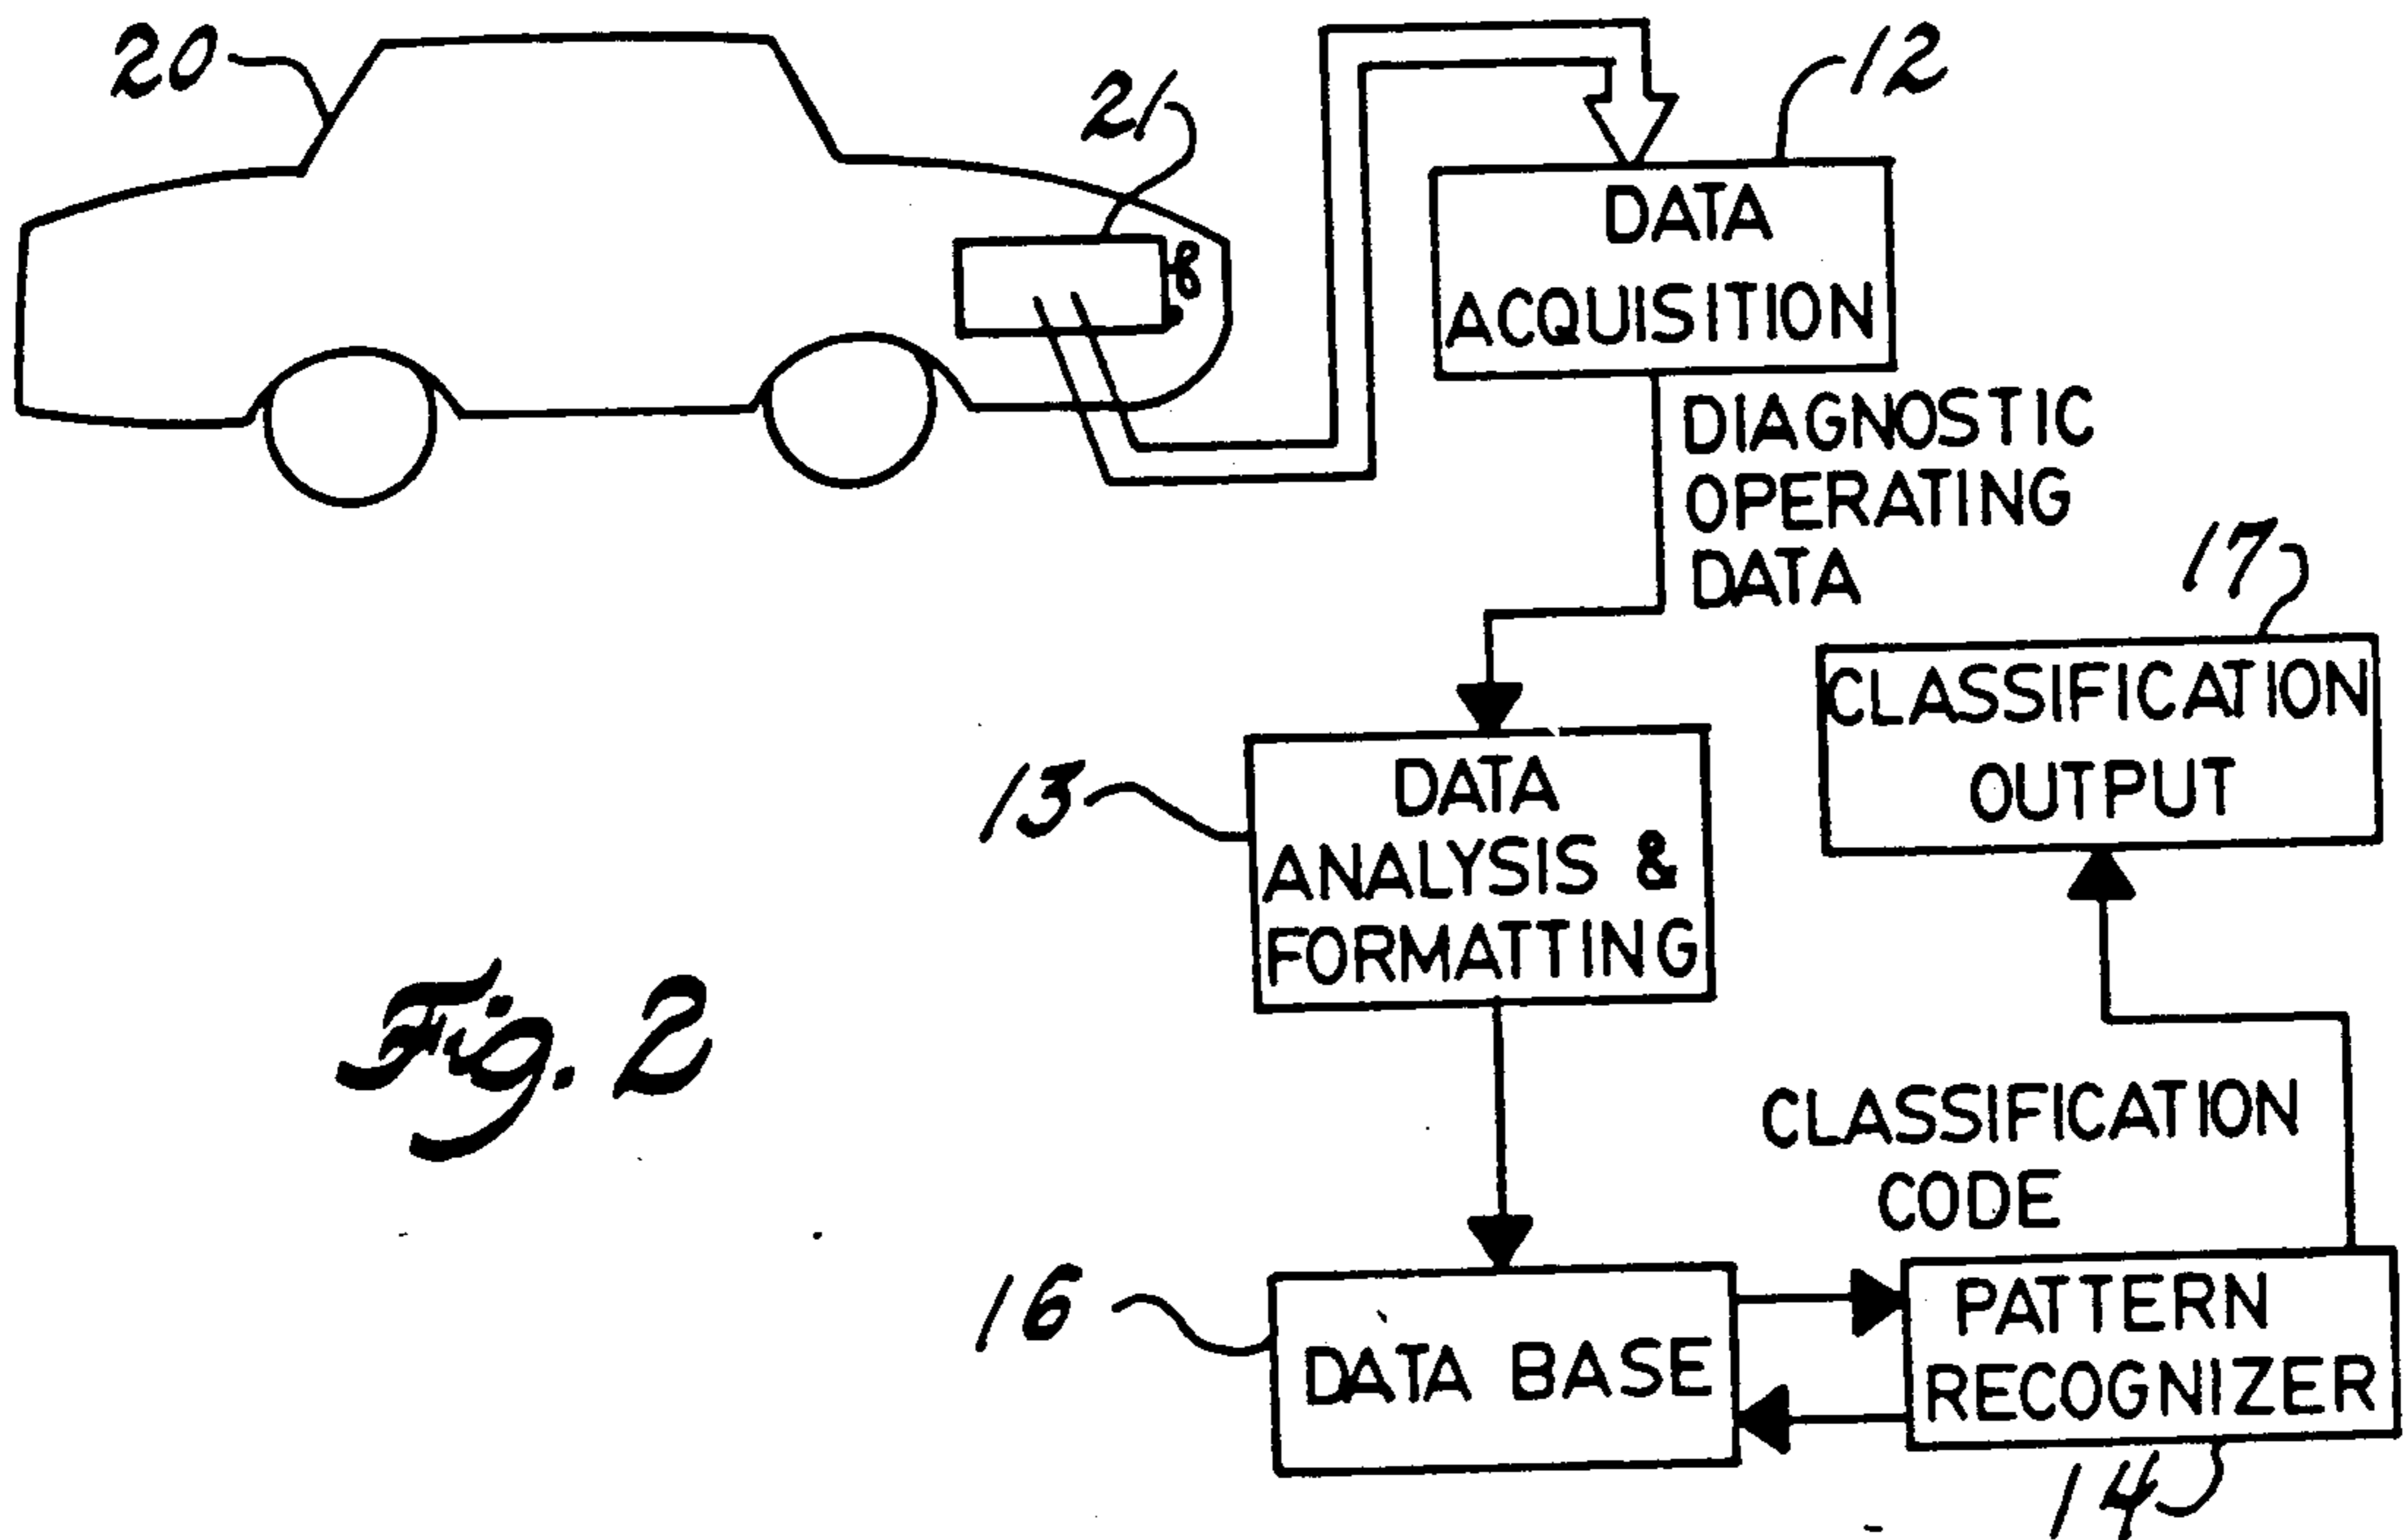 20
21
12
DATA
ACQUISITION
DIAGNOSTIC
OPERATING
DATA
17
CLASSIFICATION
OUTPUT
13
DATA
ANALYSIS &
FORMATTING
Fig. 2
CLASSIFICATION
CODE
16
DATA BASE
PATTERN
RECOGNIZER
14